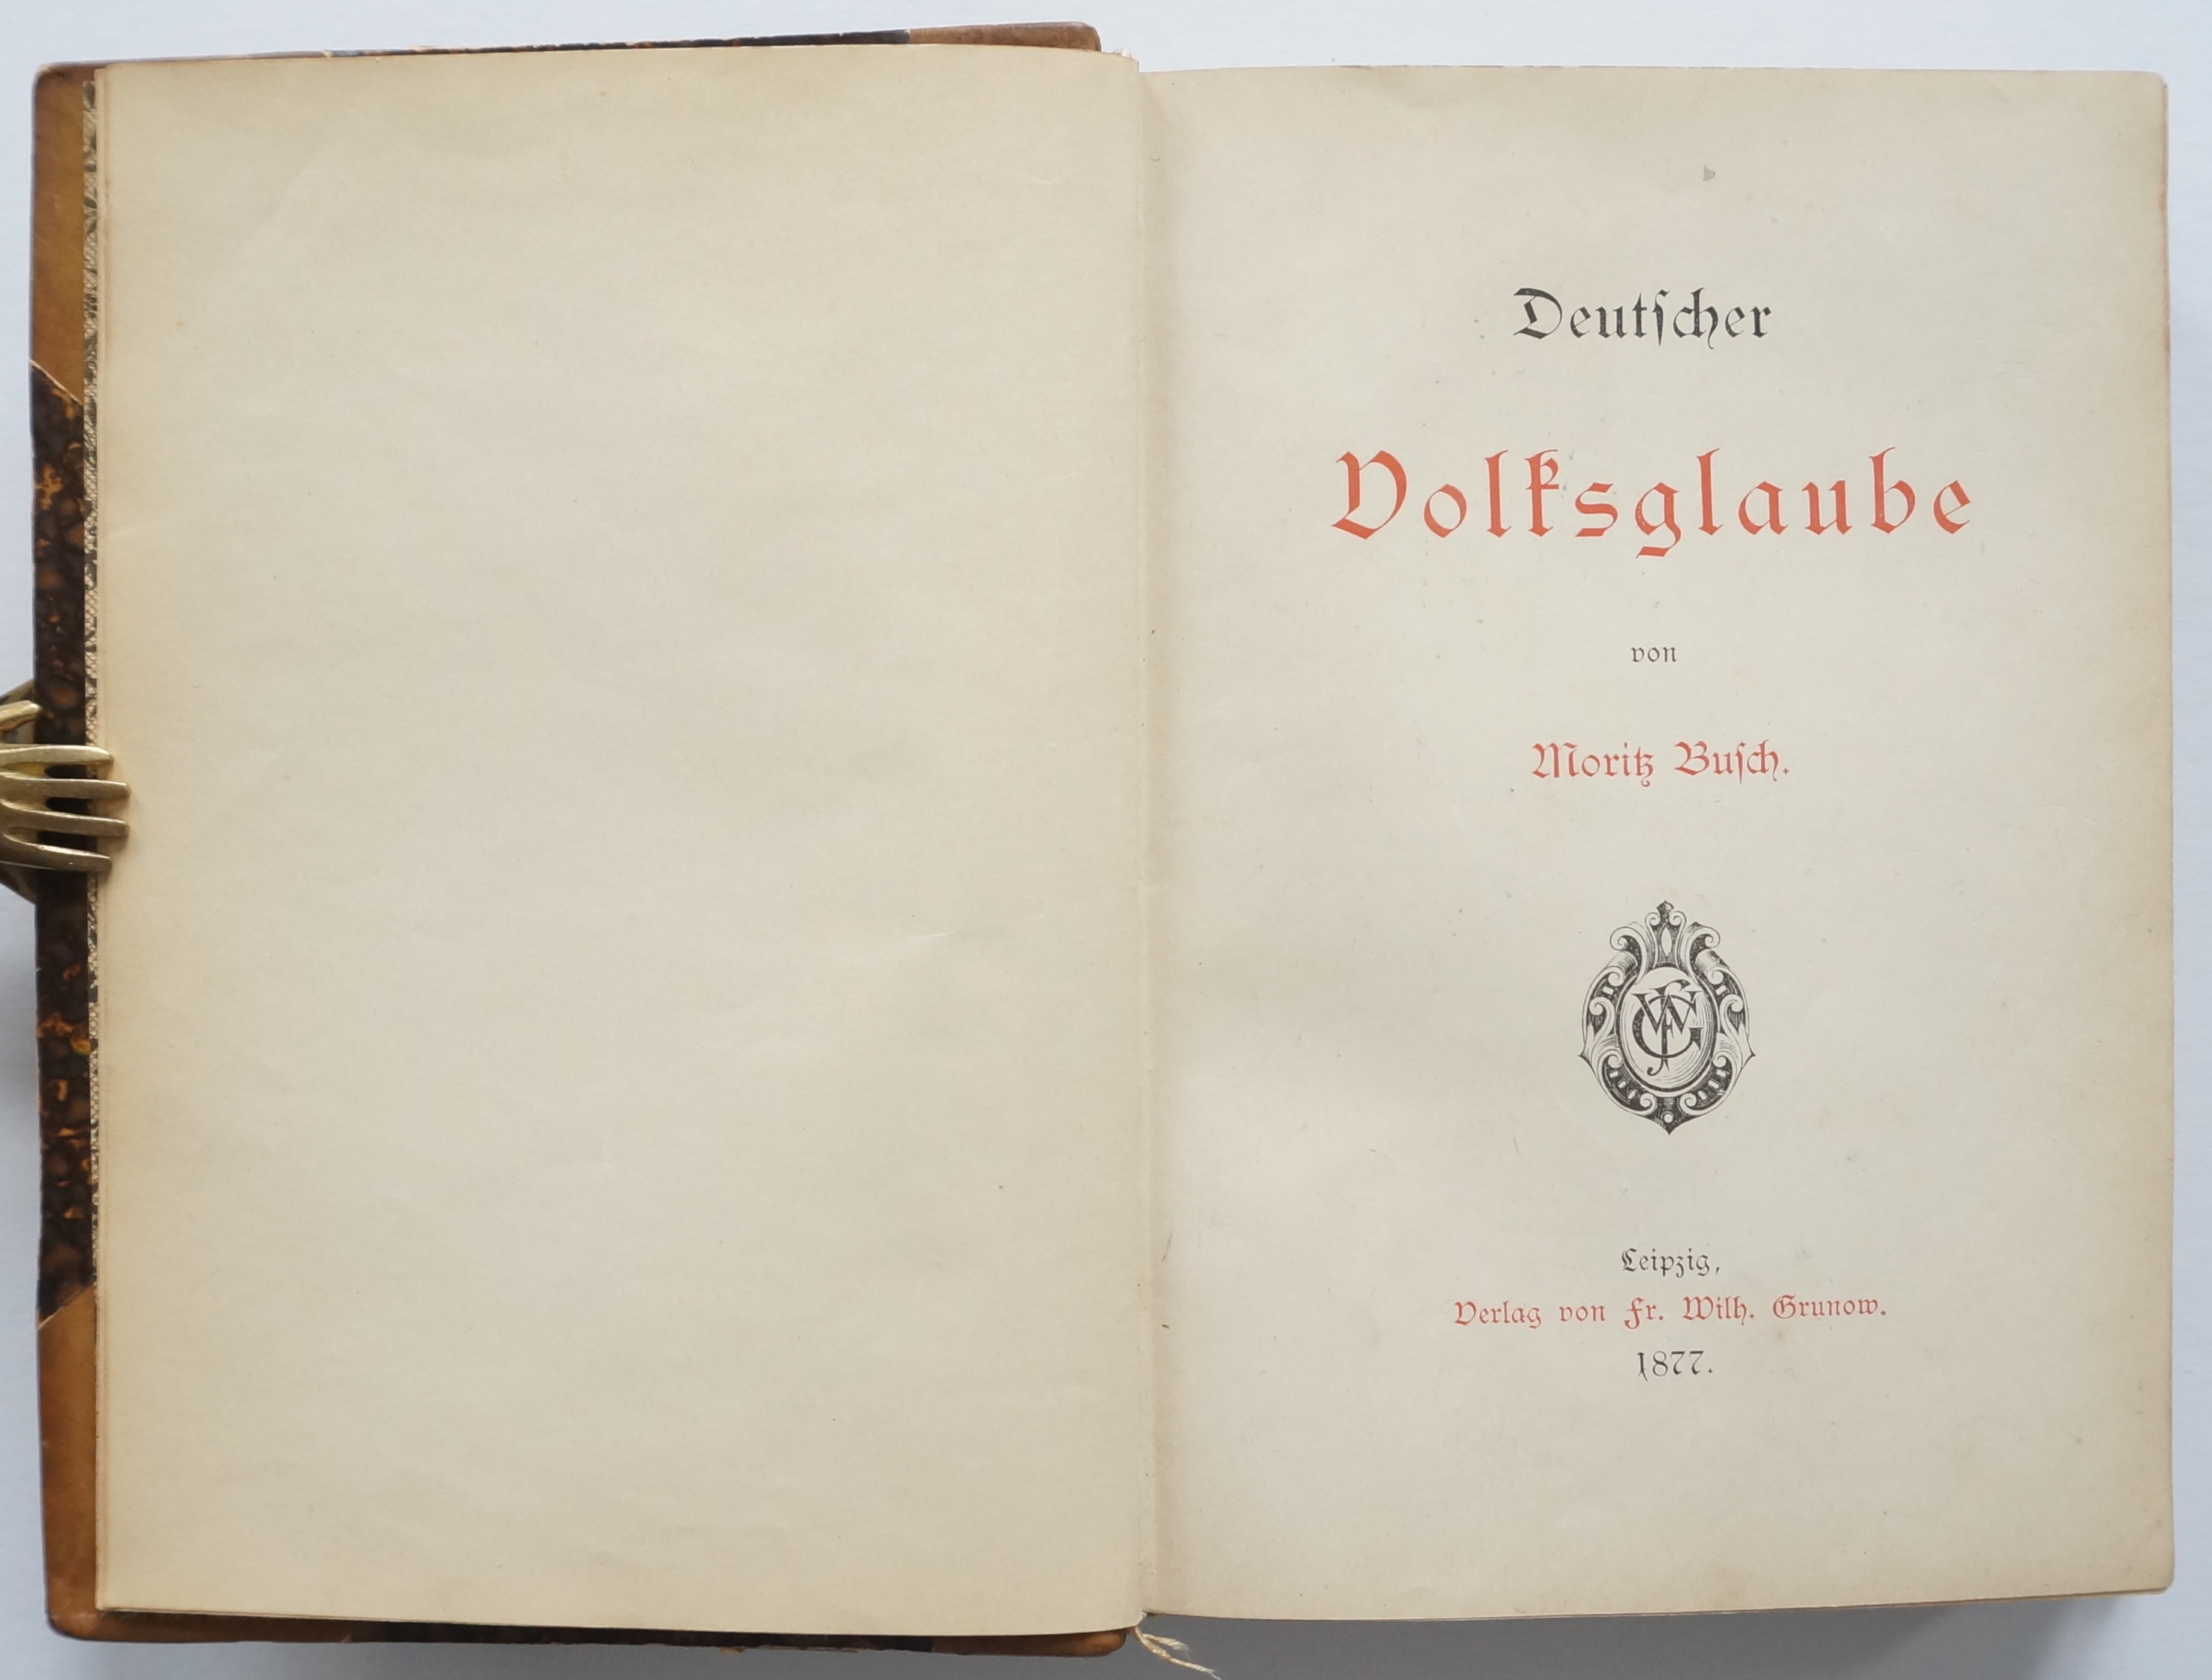 Deutſcher
Volksglaube
von
Moritz Buſch.
Leipzig,
Verlag von Fr. Wilh. Grunow.
1877.